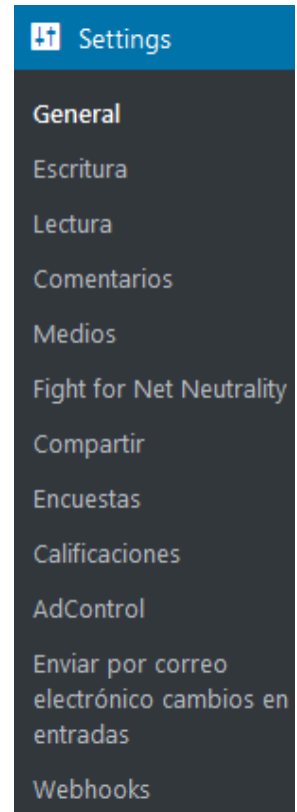 Settings
General
Escritura
Lectura
Comentarios
Medios
Fight for Net Neutrality
Compartir
Encuestas
Calificaciones
AdControl
Enviar por correo
electrónico cambios en
entradas
Webhooks